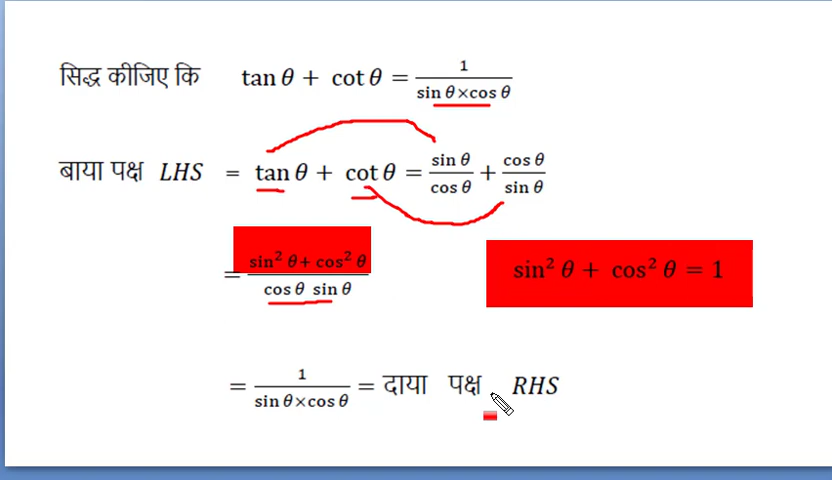 सिद्ध कीजिए कि tan θ + cot θ = 1 / (sin θ×cos θ)
बाया पक्ष LHS = tan θ + cot θ = sin θ / cos θ + cos θ / sin θ
= (sin² θ + cos² θ) / (cos θ sin θ) sin² θ + cos² θ = 1
= 1 / (sin θ×cos θ) = दाया पक्ष RHS